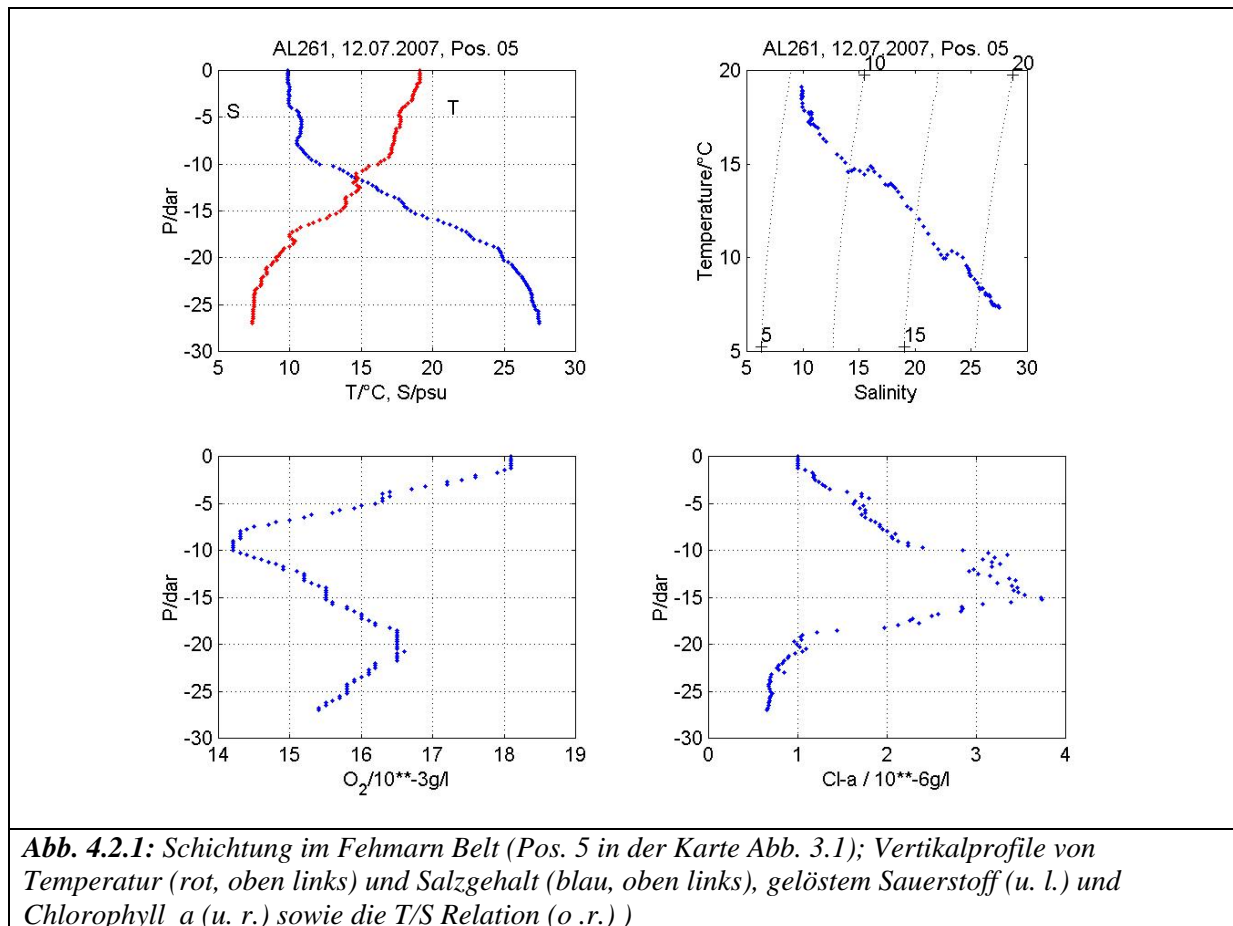 AL261, 12.07.2007, Pos. 05
0
-5
-10
-15
-20
-25
-30
P/dar
S
T
5 10 15 20 25 30
T/°C, S/psu
AL261, 12.07.2007, Pos. 05
20
15
10
5
Temperature/°C
10
20
5
15
5 10 15 20 25 30
Salinity
0
-5
-10
-15
-20
-25
-30
P/dar
14 15 16 17 18 19
O2/10**-3g/l
0
-5
-10
-15
-20
-25
-30
P/dar
0 1 2 3 4
Cl-a / 10**-6g/l
Abb. 4.2.1: Schichtung im Fehmarn Belt (Pos. 5 in der Karte Abb. 3.1); Vertikalprofile von
Temperatur (rot, oben links) und Salzgehalt (blau, oben links), gelöstem Sauerstoff (u. l.) und
Chlorophyll a (u. r.) sowie die T/S Relation (o .r.) )